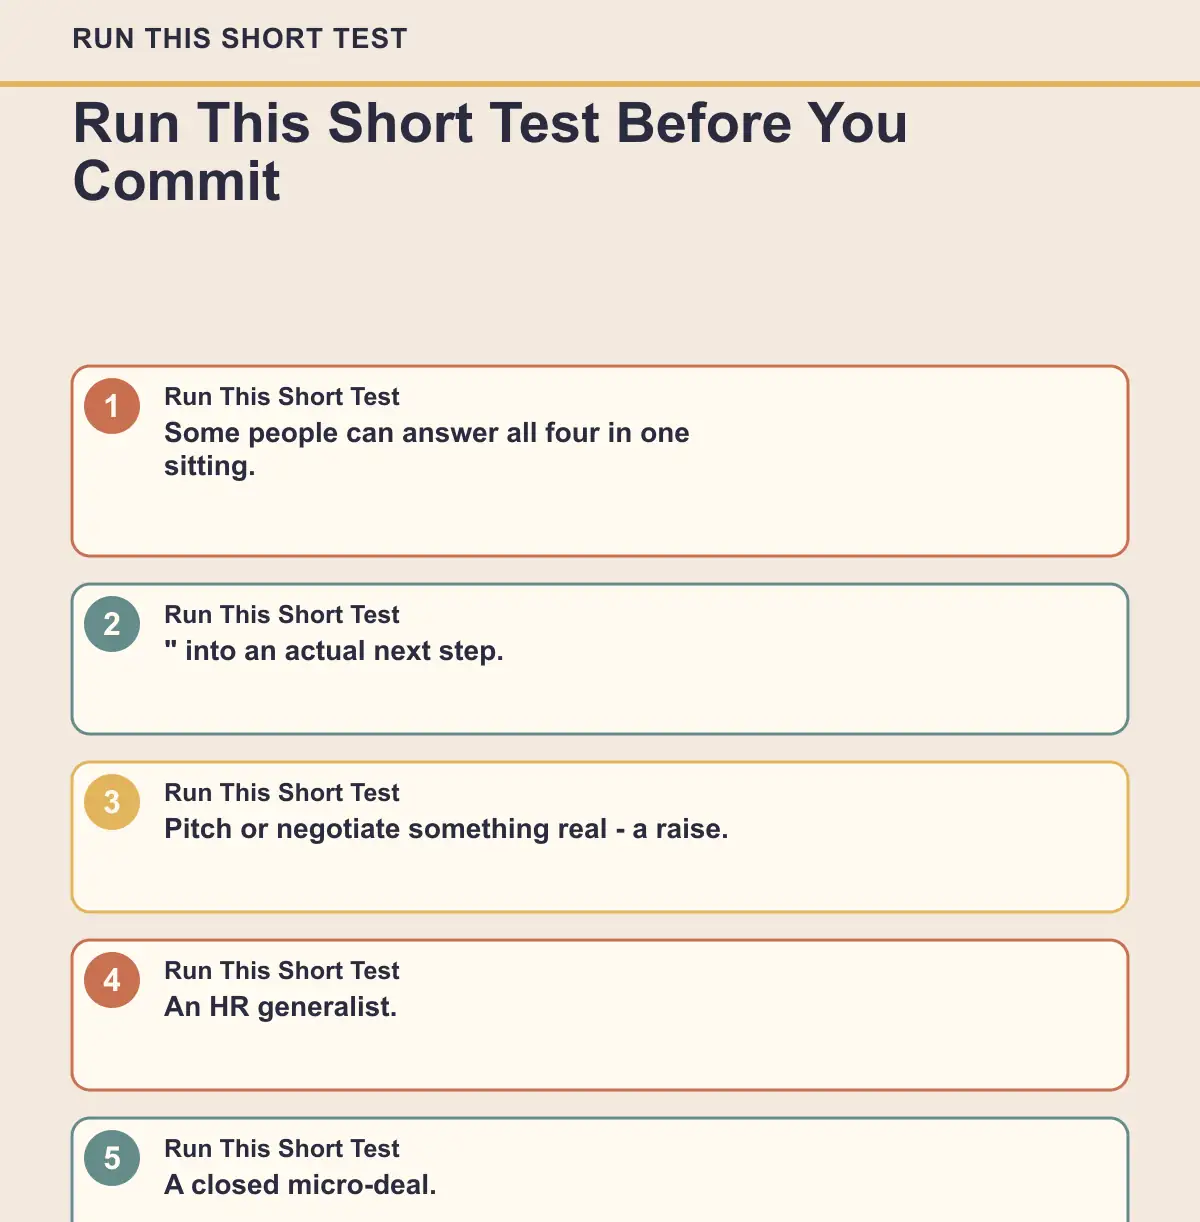 RUN THIS SHORT TEST
Run This Short Test Before You
Commit
1
Run This Short Test
Some people can answer all four in one
sitting.
2
Run This Short Test
" into an actual next step.
3
Run This Short Test
Pitch or negotiate something real - a raise.
4
Run This Short Test
An HR generalist.
5
Run This Short Test
A closed micro-deal.